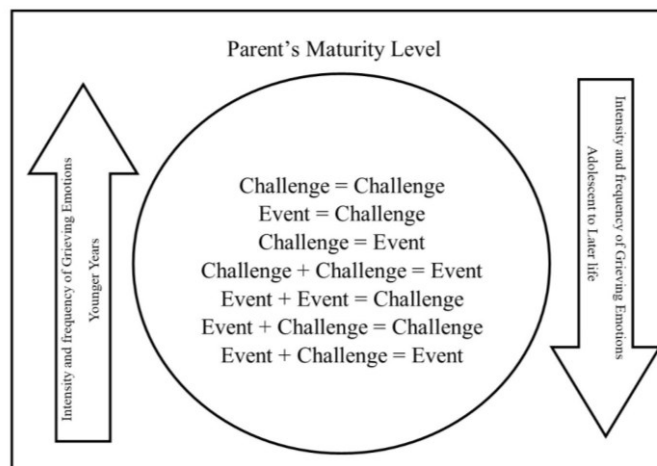 Parent's Maturity Level
Intensity and frequency of Grieving Emotions
Younger Years
Challenge = Challenge
Event = Challenge
Challenge = Event
Challenge + Challenge = Event
Event + Event = Challenge
Event + Challenge = Challenge
Event + Challenge = Event
Intensity and frequency of Grieving Emotions
Adolescent to Later life